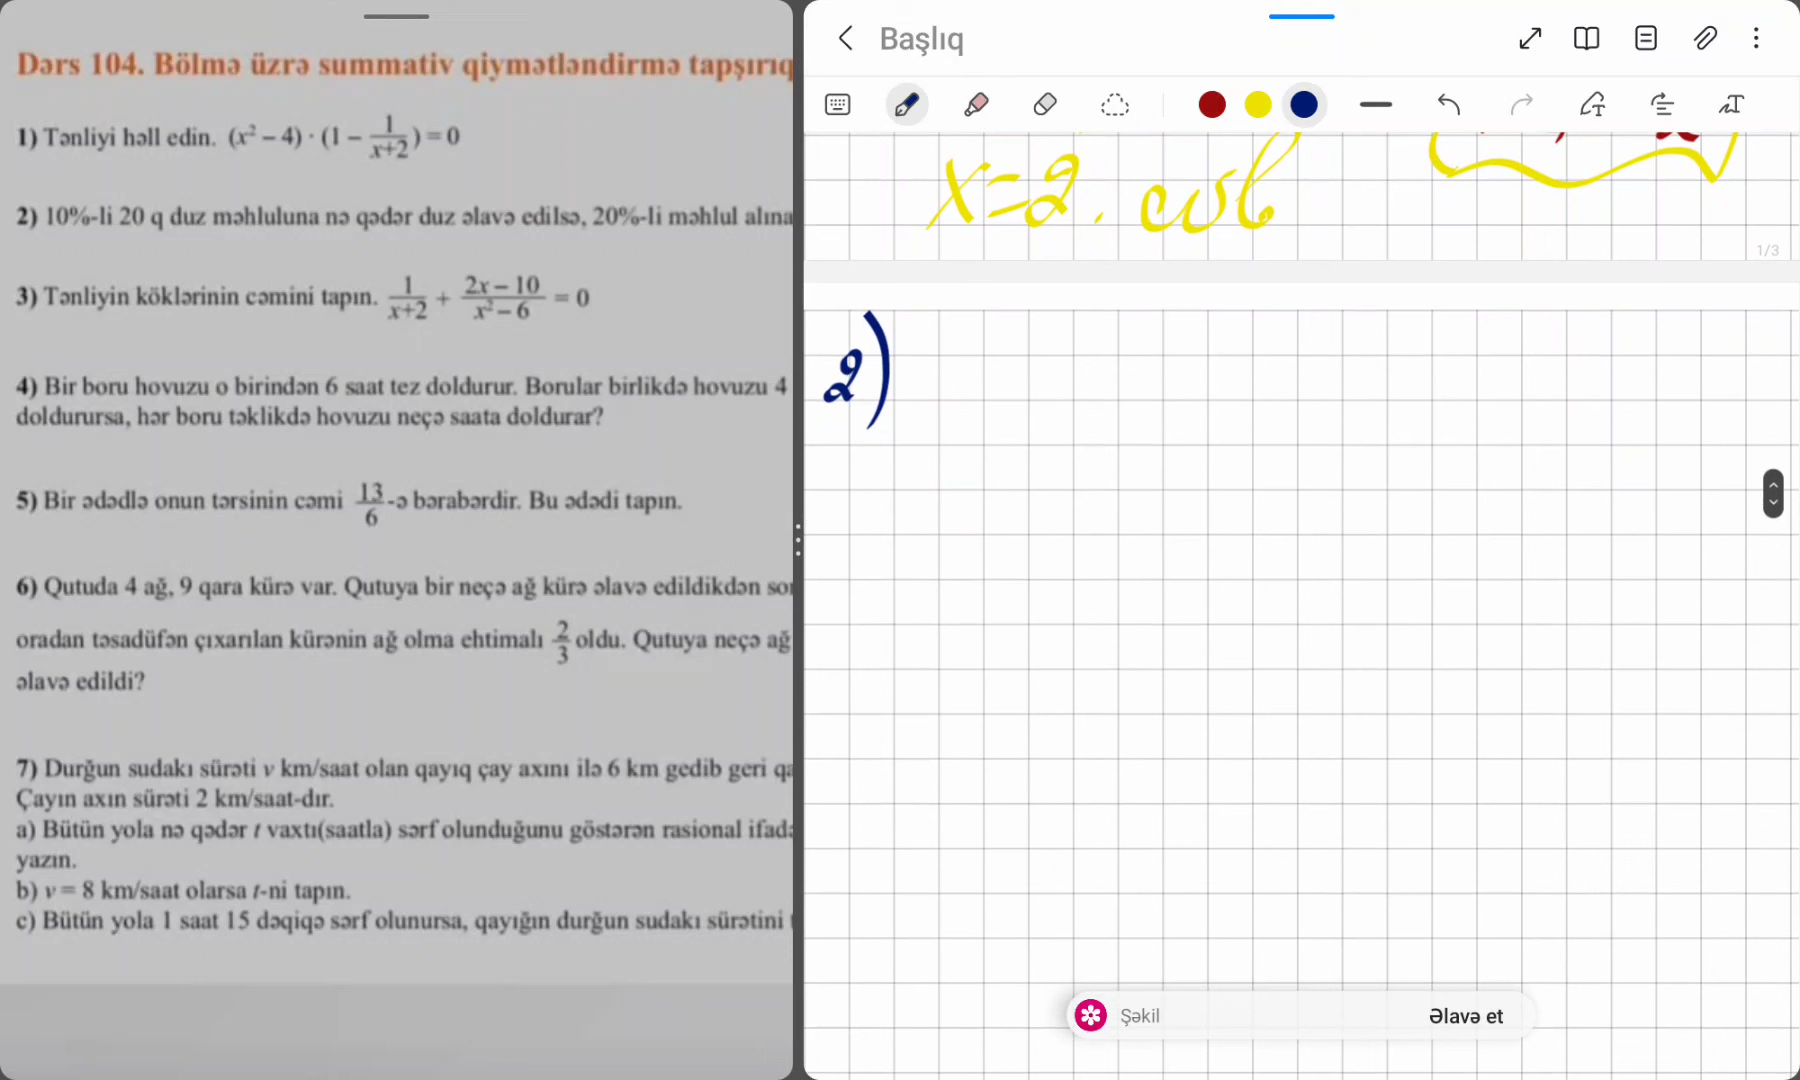 Dərs 104. Bölmə üzrə summativ qiymətləndirmə tapşırıq
1) Tənliyi həll edin. (x² – 4) · (1 – 1/(x+2)) = 0
2) 10%-li 20 q duz məhluluna nə qədər duz əlavə edilsə, 20%-li məhlul alına
3) Tənliyin köklərinin cəmini tapın. 1/(x+2) + (2x – 10)/(x² – 6) = 0
4) Bir boru hovuzu o birindən 6 saat tez doldurur. Borular birlikdə hovuzu 4
doldurursa, hər boru təklikdə hovuzu neçə saata doldurar?
5) Bir ədədlə onun tərsinin cəmi 13/6-ə bərabərdir. Bu ədədi tapın.
6) Qutuda 4 ağ, 9 qara kürə var. Qutuya bir neçə ağ kürə əlavə edildikdən so
oradan təsadüfən çıxarılan kürənin ağ olma ehtimalı 2/3 oldu. Qutuya neçə ağ
əlavə edildi?
7) Durğun sudakı sürəti v km/saat olan qayıq çay axını ilə 6 km gedib geri qa
Çayın axın sürəti 2 km/saat-dır.
a) Bütün yola nə qədər t vaxtı(saatla) sərf olunduğunu göstərən rasional ifadə
yazın.
b) v = 8 km/saat olarsa t-ni tapın.
c) Bütün yola 1 saat 15 dəqiqə sərf olunursa, qayığın durğun sudakı sürətini
Başlıq
x=2. cvb
1/3
2)
Şəkil
Əlavə et